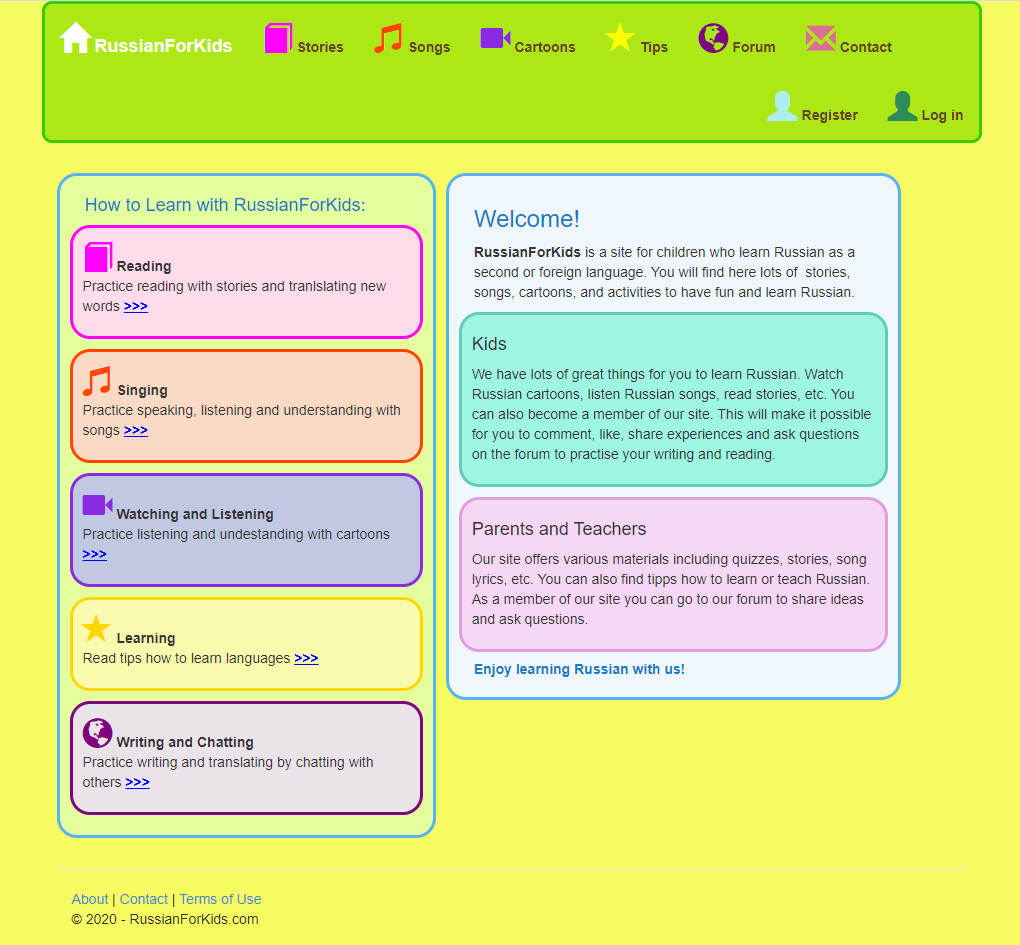 RussianForKids Stories Songs Cartoons Tips Forum Contact
Register Log in
How to Learn with RussianForKids:
Reading
Practice reading with stories and tranlslating new
words >>>
Singing
Practice speaking, listening and understanding with
songs >>>
Watching and Listening
Practice listening and undestanding with cartoons
>>>
Learning
Read tips how to learn languages >>>
Writing and Chatting
Practice writing and translating by chatting with
others >>>
Welcome!
RussianForKids is a site for children who learn Russian as a
second or foreign language. You will find here lots of  stories,
songs, cartoons, and activities to have fun and learn Russian.
Kids
We have lots of great things for you to learn Russian. Watch
Russian cartoons, listen Russian songs, read stories, etc. You
can also become a member of our site. This will make it possible
for you to comment, like, share experiences and ask questions
on the forum to practise your writing and reading.
Parents and Teachers
Our site offers various materials including quizzes, stories, song
lyrics, etc. You can also find tipps how to learn or teach Russian.
As a member of our site you can go to our forum to share ideas
and ask questions.
Enjoy learning Russian with us!
About | Contact | Terms of Use
© 2020 - RussianForKids.com